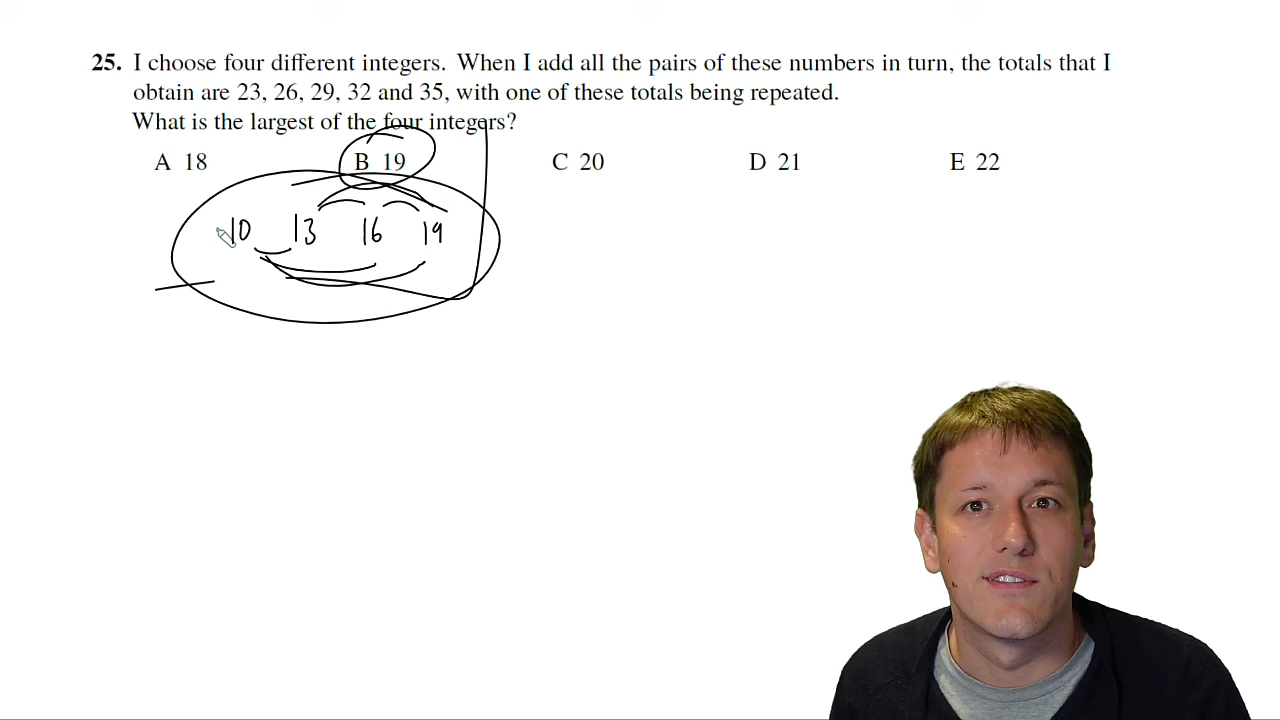 25. I choose four different integers. When I add all the pairs of these numbers in turn, the totals that I
obtain are 23, 26, 29, 32 and 35, with one of these totals being repeated.
What is the largest of the four integers?
A 18 B 19 C 20 D 21 E 22
10 13 16 19